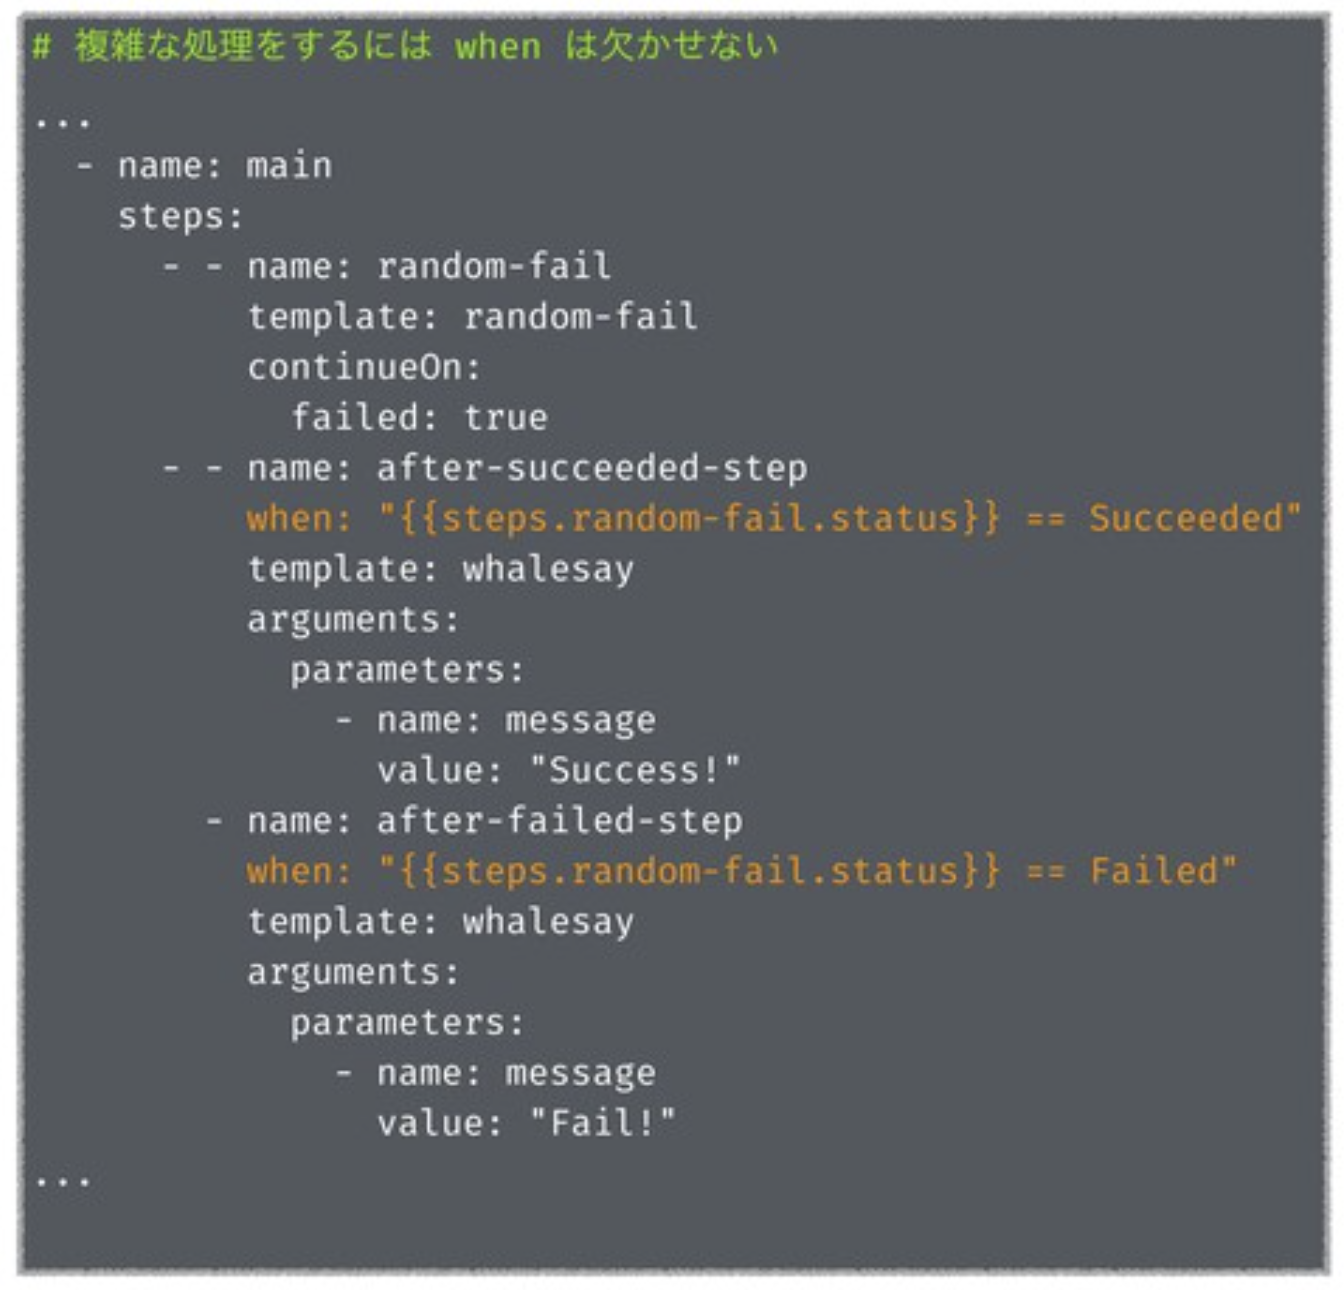 # 複雑な処理をするには when は欠かせない
...
  - name: main
    steps:
      - - name: random-fail
          template: random-fail
          continueOn:
            failed: true
      - - name: after-succeeded-step
          when: "{{steps.random-fail.status}} == Succeeded"
          template: whalesay
          arguments:
            parameters:
              - name: message
                value: "Success!"
        - name: after-failed-step
          when: "{{steps.random-fail.status}} == Failed"
          template: whalesay
          arguments:
            parameters:
              - name: message
                value: "Fail!"
...